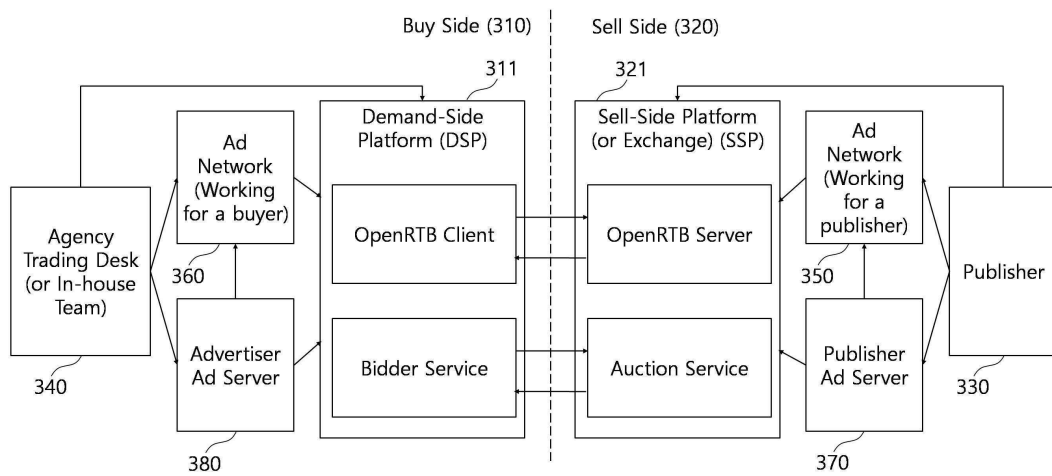 Buy Side (310)
Sell Side (320)
311
321
Demand-Side
Platform (DSP)
Sell-Side Platform
(or Exchange) (SSP)
Ad
Network
(Working
for a buyer)
Ad
Network
(Working
for a
publisher)
OpenRTB Client
OpenRTB Server
Agency
Trading Desk
(or In-house
Team)
360
350
Publisher
Advertiser
Ad Server
Bidder Service
Auction Service
Publisher
Ad Server
340
330
380
370